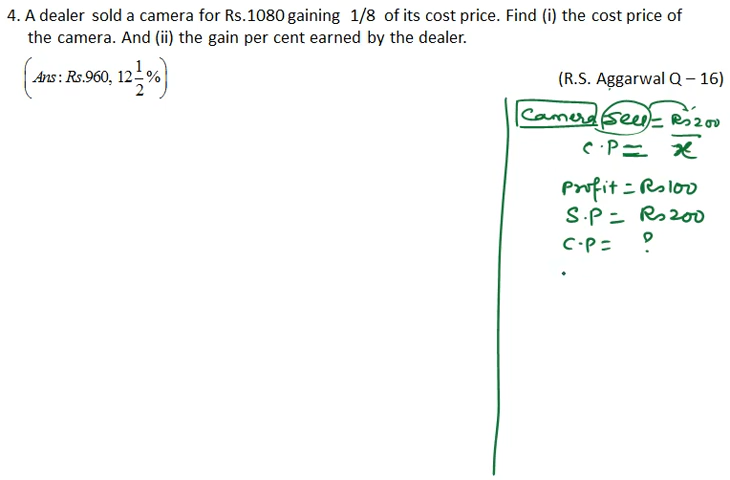 4. A dealer sold a camera for Rs.1080 gaining 1/8 of its cost price. Find (i) the cost price of
the camera. And (ii) the gain per cent earned by the dealer.
(Ans : Rs.960, 12 1/2 %)
(R.S. Aggarwal Q – 16)
Camera Sell = Rs 200
C.P = x
Profit = Rs 100
S.P = Rs 200
C.P = ?